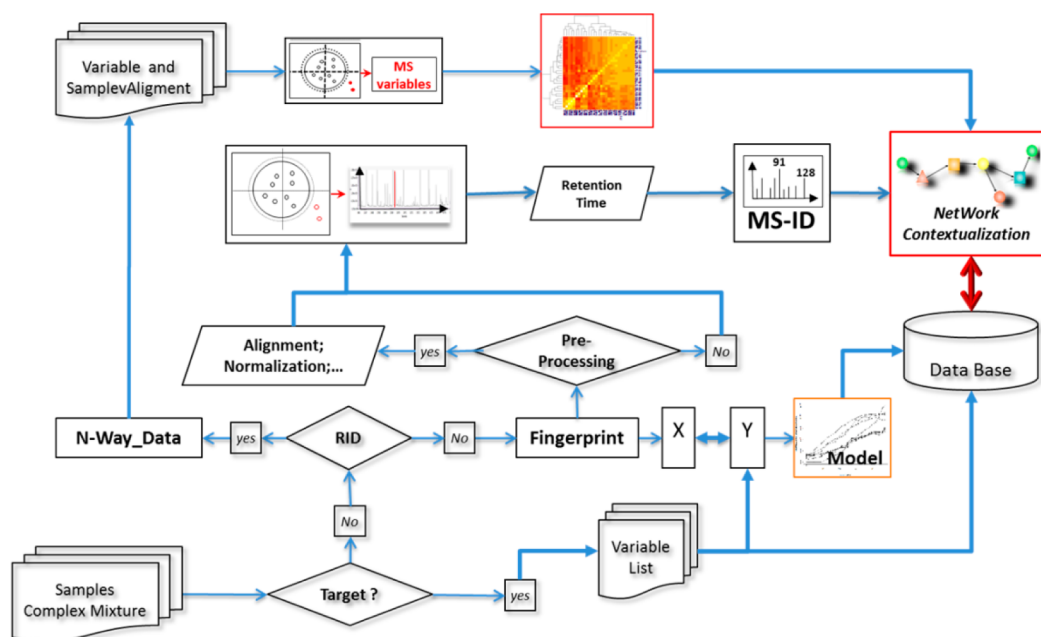 Variable and
SamplevAligment
MS
variables
Retention
Time
91
128
MS-ID
NetWork
Contextualization
Alignment;
Normalization;...
yes
Pre-
Processing
No
Data Base
N-Way_Data
yes
RID
No
Fingerprint
X
Y
Model
No
Samples
Complex Mixture
Target ?
yes
Variable
List